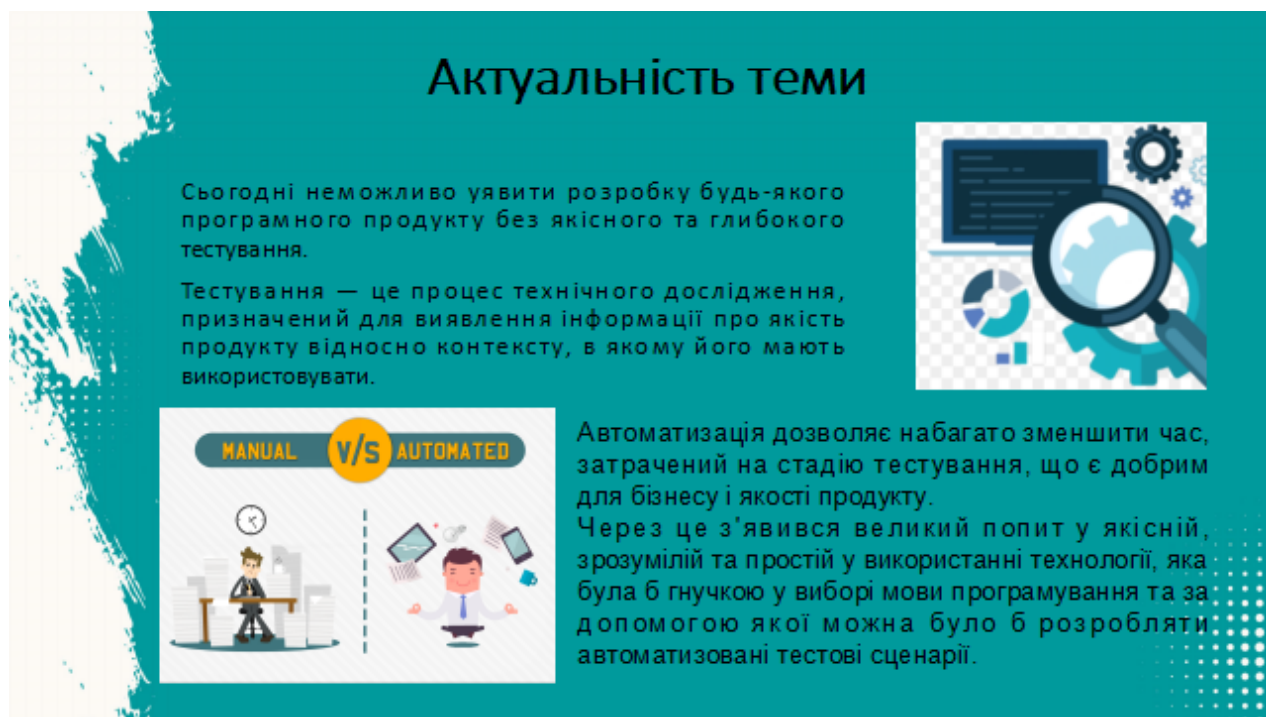 Актуальність теми
Сьогодні неможливо уявити розробку будь-якого
програмного продукту без якісного та глибокого
тестування.
Тестування — це процес технічного дослідження,
призначений для виявлення інформації про якість
продукту відносно контексту, в якому його мають
використовувати.
MANUAL V/S AUTOMATED
Автоматизація дозволяє набагато зменшити час,
затрачений на стадію тестування, що є добрим
для бізнесу і якості продукту.
Через це з'явився великий попит у якісній,
зрозумілій та простій у використанні технології, яка
була б гнучкою у виборі мови програмування та за
допомогою якої можна було б розробляти
автоматизовані тестові сценарії.